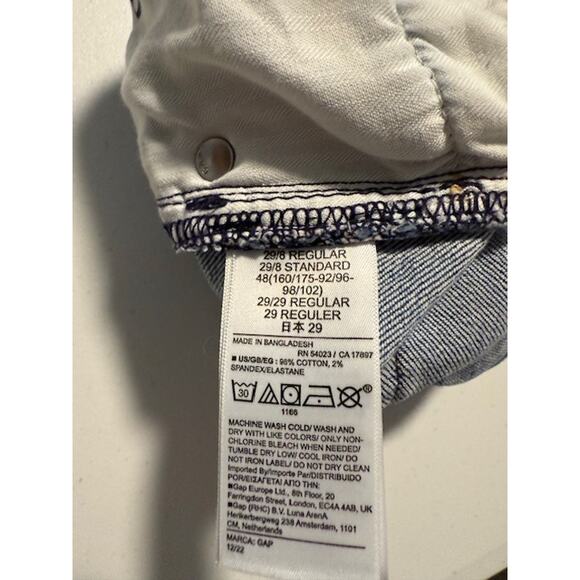 29/8 REGULAR
29/8 STANDARD
48(160/175-92/96-
98/102)
29/29 REGULAR
29 REGULER
日本 29
MADE IN BANGLADESH
RN 54023 / CA 17897
■ US/GB/EG : 98% COTTON, 2%
SPANDEX/ELASTANE
30
1166
MACHINE WASH COLD/ WASH AND
DRY WITH LIKE COLORS/ ONLY NON-
CHLORINE BLEACH WHEN NEEDED/
TUMBLE DRY LOW/ COOL IRON/ DO
NOT IRON LABEL/ DO NOT DRY CLEAN
Imported By/Importe Par/DISTRIBUIDO
POR/ΕΙΣΑΓΕΤΑΙ ΑΠΟ ΤΗΝ:
■Gap Europe Ltd., 8th Floor, 20
Farringdon Street, London, EC4A 4AB, UK
■Gap (RHC) B.V. Luna ArenA,
Herikerbergweg 238 Amsterdam, 1101
CM, Netherlands
MARCA: GAP
12/22